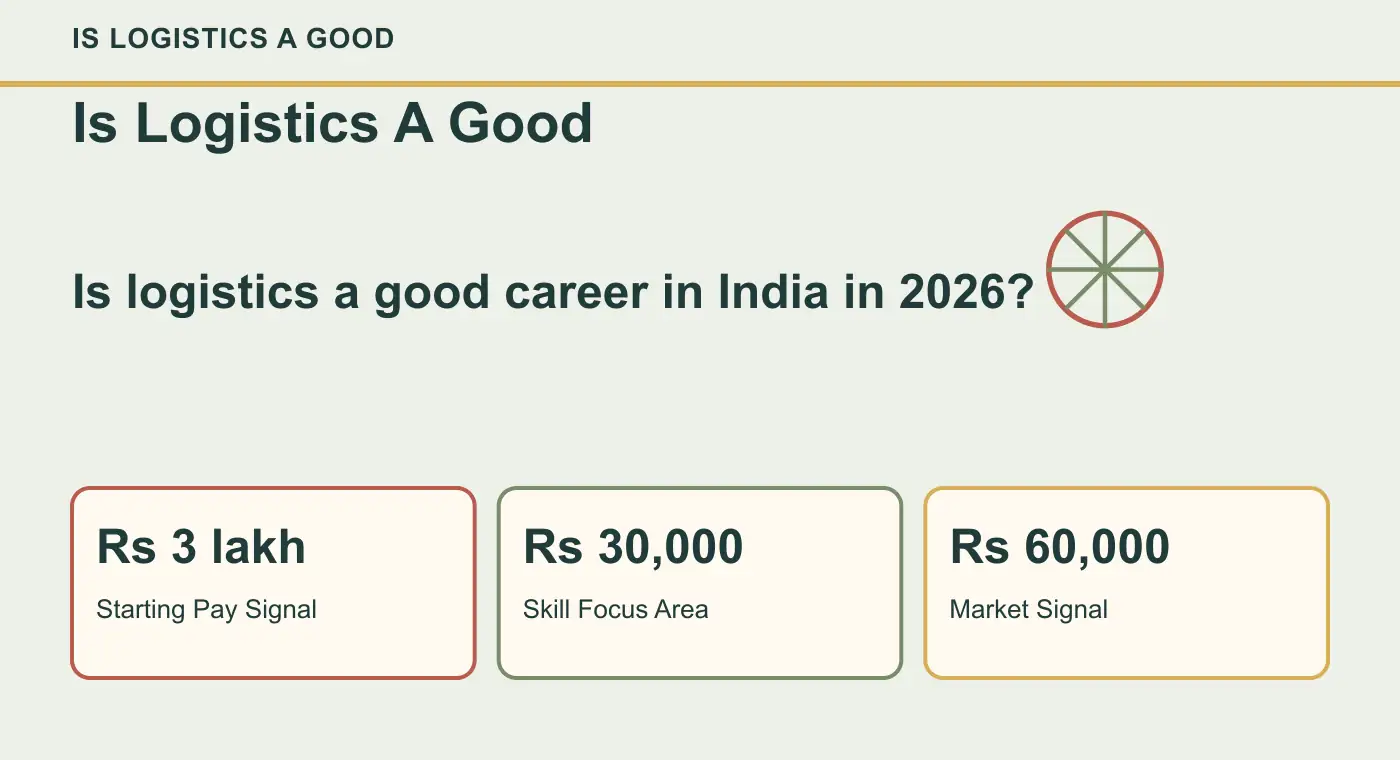 IS LOGISTICS A GOOD
Is Logistics A Good
Is logistics a good career in India in 2026?
Rs 3 lakh
Starting Pay Signal
Rs 30,000
Skill Focus Area
Rs 60,000
Market Signal